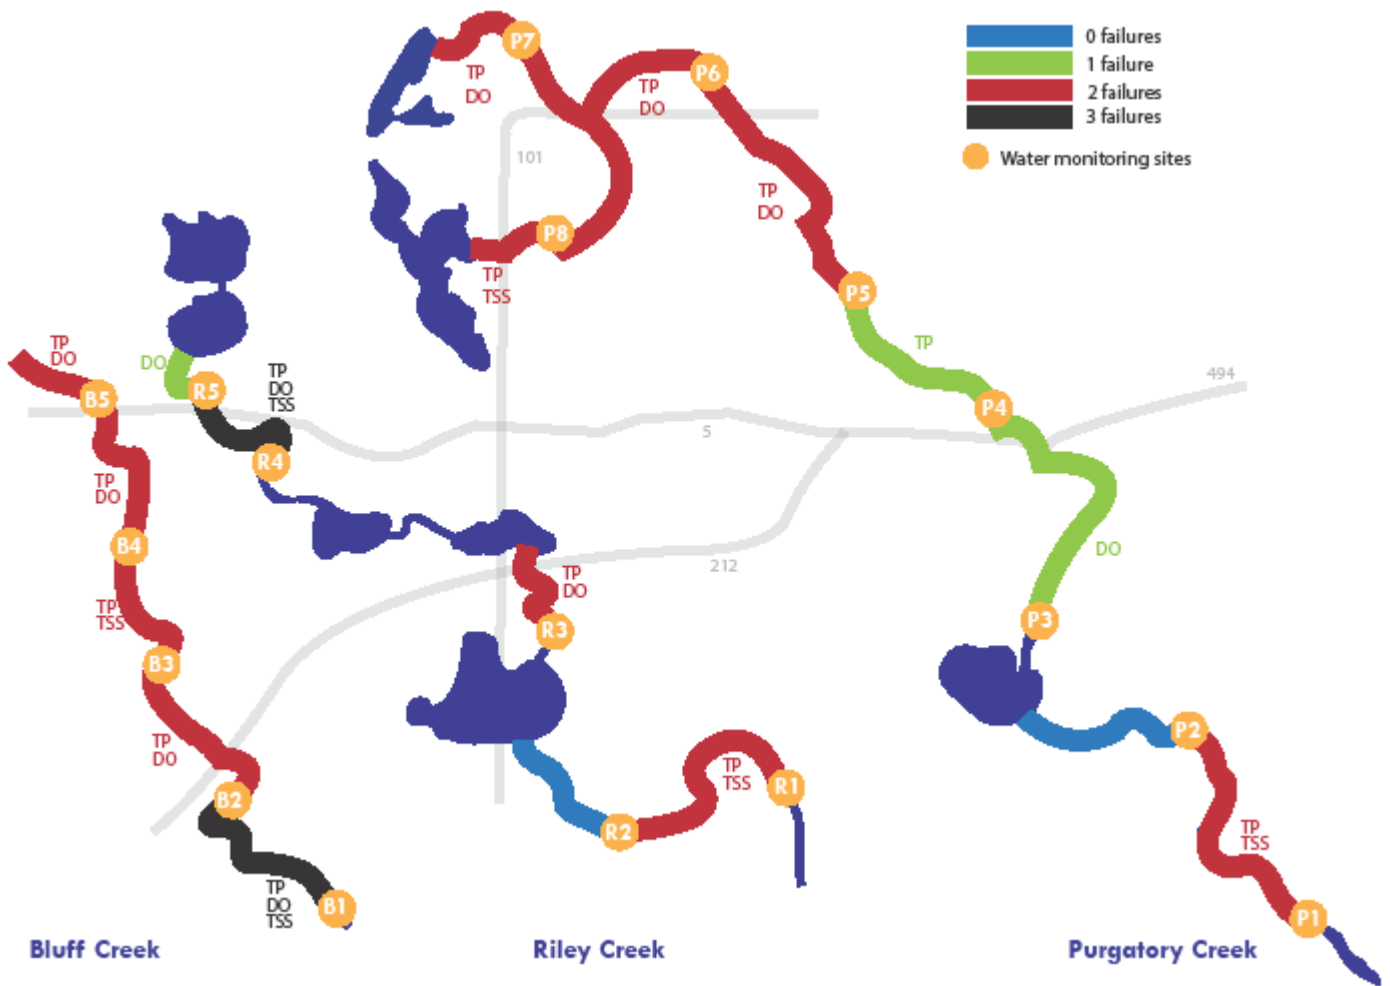 0 failures
1 failure
2 failures
3 failures
Water monitoring sites
P7
TP
DO
P6
TP
DO
101
TP
DO
P8
TP
TSS
P5
TP
TP
DO
B5
DO
R5
TP
DO
TSS
494
P4
5
R4
TP
DO
B4
DO
212
TP
DO
TP
TSS
R3
P3
B3
TP
DO
P2
TP
TSS
R1
B2
R2
TP
TSS
TP
DO
TSS
B1
P1
Bluff Creek
Riley Creek
Purgatory Creek